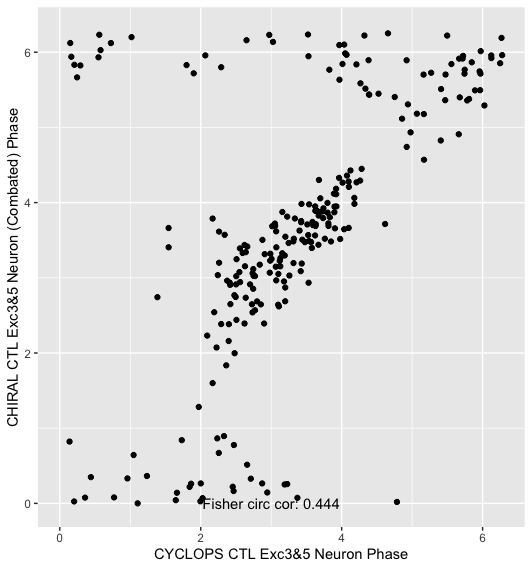 CHIRAL CTL Exc3&5 Neuron (Combated) Phase
6
4
2
0
Fisher circ cor: 0.444
0 2 4 6
CYCLOPS CTL Exc3&5 Neuron Phase